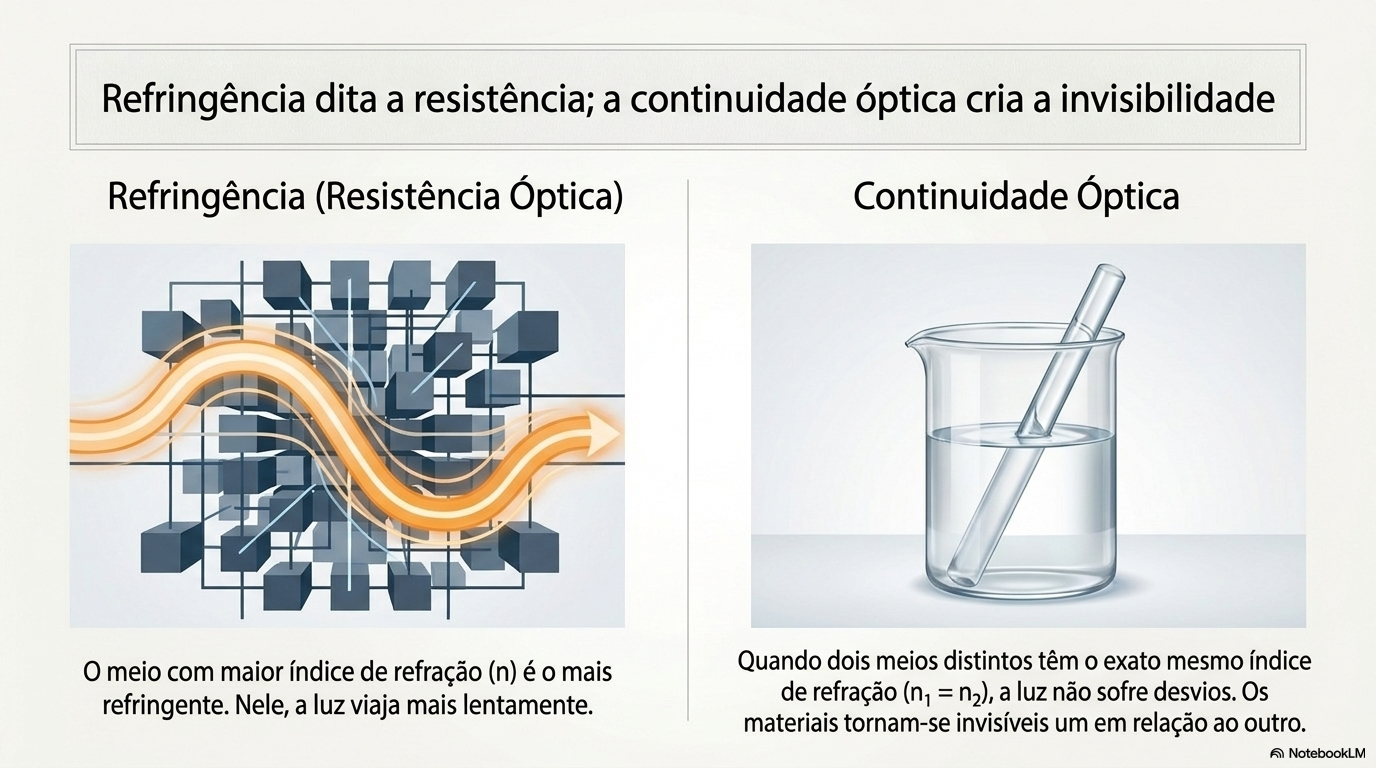 Refringência dita a resistência; a continuidade óptica cria a invisibilidade
Refringência (Resistência Óptica)
O meio com maior índice de refração (n) é o mais
refringente. Nele, a luz viaja mais lentamente.
Continuidade Óptica
Quando dois meios distintos têm o exato mesmo índice
de refração (n₁ = n₂), a luz não sofre desvios. Os
materiais tornam-se invisíveis um em relação ao outro.
NotebookLM